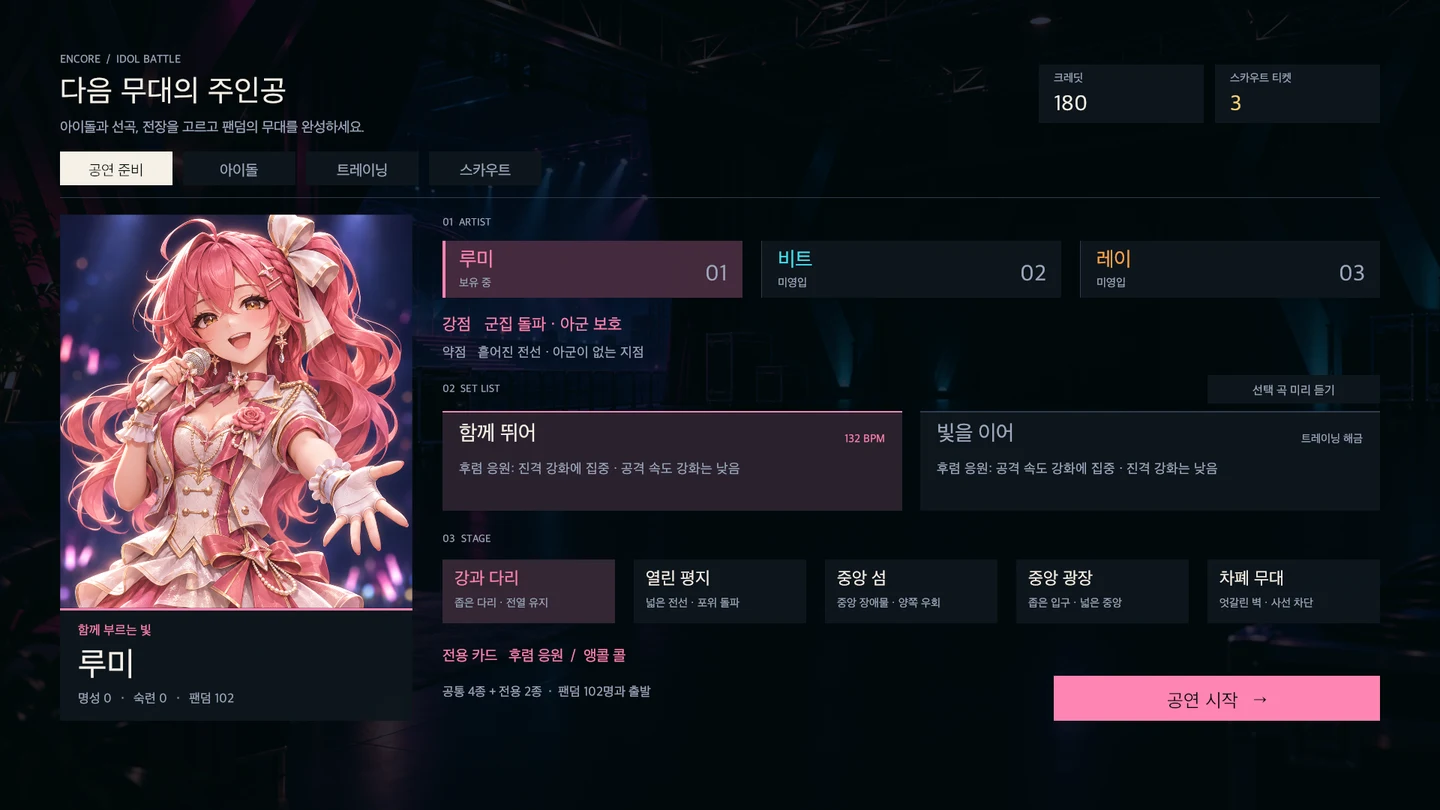 ENCORE / IDOL BATTLE
다음 무대의 주인공
아이돌과 선곡, 전장을 고르고 팬덤의 무대를 완성하세요.
크레딧
180
스카우트 티켓
3
공연 준비
아이돌
트레이닝
스카우트
01 ARTIST
루미
보유 중
01
비트
미영입
02
레이
미영입
03
강점 군집 돌파 · 아군 보호
약점 흩어진 전선 · 아군이 없는 지점
02 SET LIST
선택 곡 미리 듣기
함께 뛰어
132 BPM
후렴 응원: 진격 강화에 집중 · 공격 속도 강화는 낮음
빛을 이어
트레이닝 해금
후렴 응원: 공격 속도 강화에 집중 · 진격 강화는 낮음
03 STAGE
강과 다리
좁은 다리 · 전열 유지
열린 평지
넓은 전선 · 포위 돌파
중앙 섬
중앙 장애물 · 양쪽 우회
중앙 광장
좁은 입구 · 넓은 중앙
차폐 무대
엇갈린 벽 · 사선 차단
함께 부르는 빛
루미
명성 0 · 숙련 0 · 팬덤 102
전용 카드 후렴 응원 / 앵콜 콜
공통 4종 + 전용 2종 · 팬덤 102명과 출발
공연 시작 →